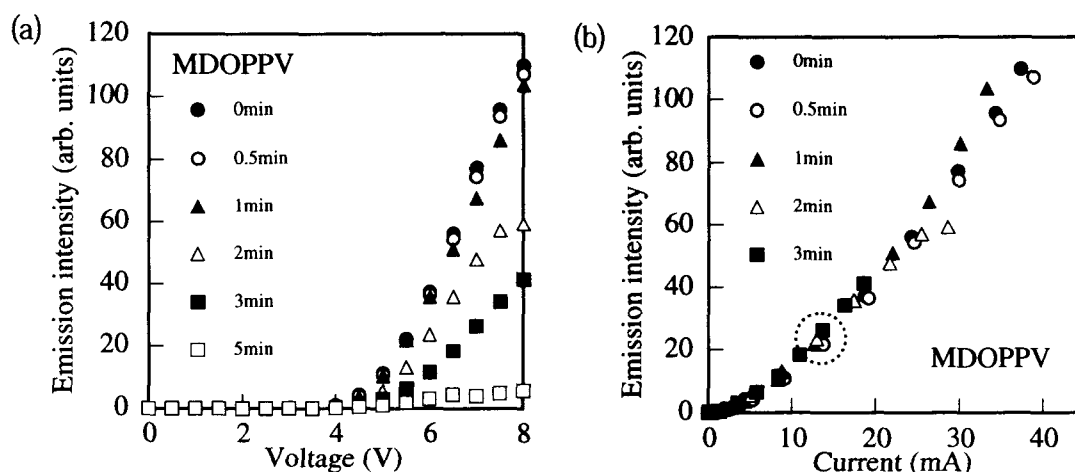 (a)
Emission intensity (arb. units)
120
100
80
60
40
20
0
MDOPPV
0min
0.5min
1min
2min
3min
5min
0 2 4 6 8
Voltage (V)
(b)
Emission intensity (arb. units)
120
100
80
60
40
20
0
0min
0.5min
1min
2min
3min
MDOPPV
0 10 20 30 40
Current (mA)